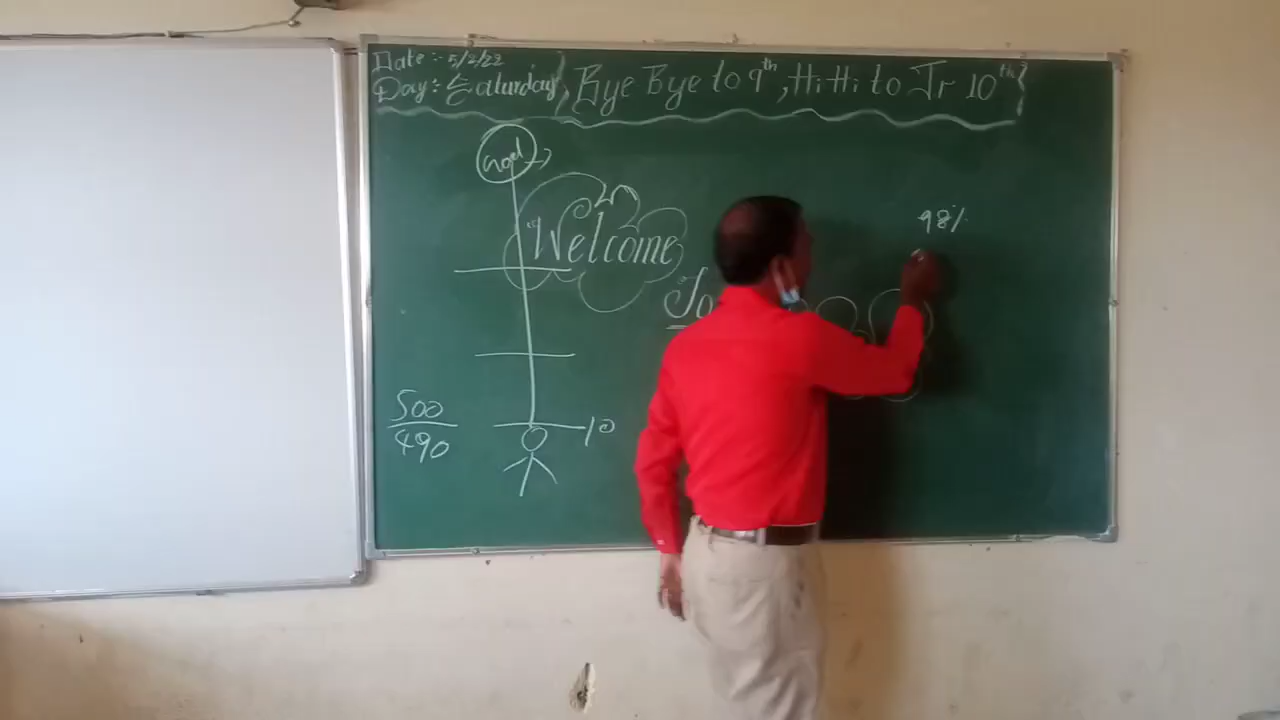 Date:- 5/2/22
Day:- Saturday } Bye Bye to 9th, Hi Hi to Jr 10th }
Goal
"Welcome
To
98%
500
490
10